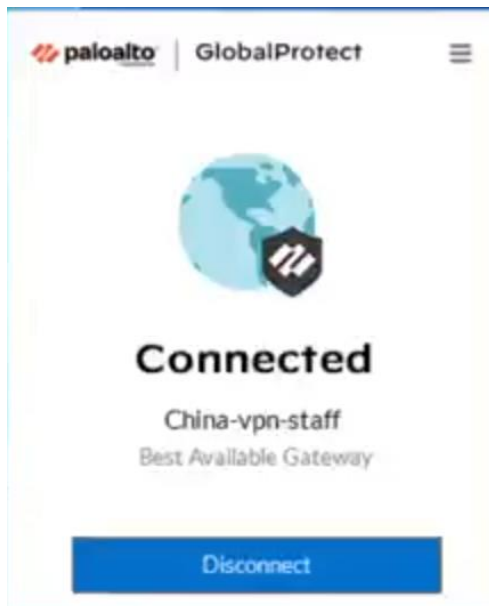 paloalto GlobalProtect
Connected
China-vpn-staff
Best Available Gateway
Disconnect